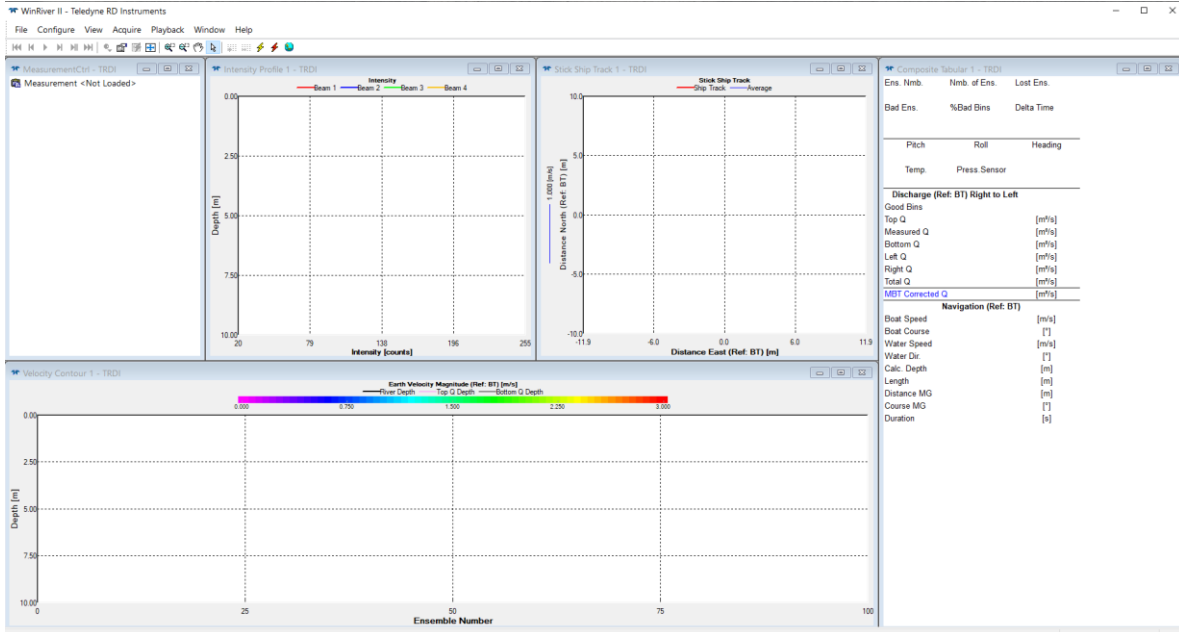 WinRiver II - Teledyne RD Instruments
File Configure View Acquire Playback Window Help
MeasurementCtrl - TRDI
Measurement <Not Loaded>
Intensity Profile 1 - TRDI
Intensity
Beam 1 Beam 2 Beam 3 Beam 4
0.00
2.50
Depth [m]
5.00
7.50
10.00
20 79 138 196 255
Intensity [counts]
Stick Ship Track 1 - TRDI
Stick Ship Track
Ship Track Average
10.0
5.0
1.000 [m/s]
Distance North (Ref: BT) [m]
0.0
-5.0
-10.0
-11.9 -6.0 0.0 6.0 11.9
Distance East (Ref: BT) [m]
Composite Tabular 1 - TRDI
Ens. Nmb. Nmb. of Ens. Lost Ens.
Bad Ens. %Bad Bins Delta Time
Pitch Roll Heading
Temp. Press.Sensor
Discharge (Ref: BT) Right to Left
Good Bins
Top Q [m³/s]
Measured Q [m³/s]
Bottom Q [m³/s]
Left Q [m³/s]
Right Q [m³/s]
Total Q [m³/s]
MBT Corrected Q [m³/s]
Navigation (Ref: BT)
Boat Speed [m/s]
Boat Course [°]
Water Speed [m/s]
Water Dir. [°]
Calc. Depth [m]
Length [m]
Distance MG [m]
Course MG [°]
Duration [s]
Velocity Contour 1 - TRDI
Earth Velocity Magnitude (Ref: BT) [m/s]
River Depth Top Q Depth Bottom Q Depth
0.000 0.750 1.500 2.250 3.000
0.00
2.50
Depth [m]
5.00
7.50
10.00
0 25 50 75 100
Ensemble Number